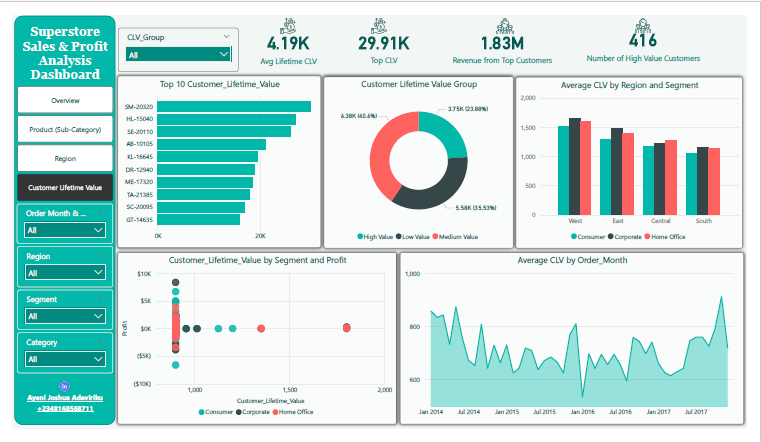 Superstore
Sales & Profit
Analysis
Dashboard
Overview
Product (Sub-Category)
Region
Customer Lifetime Value
Order Month & ...
All
Region
All
Segment
All
Category
All
in
Ayeni Joshua Adaviriku
+2348168568711
CLV_Group
All
4.19K
Avg Lifetime CLV
29.91K
Top CLV
1.83M
Revenue from Top Customers
416
Number of High Value Customers
Top 10 Customer_Lifetime_Value
SM-20320
HL-15040
SE-20110
AB-10105
KL-16645
DR-12940
ME-17320
TA-21385
SC-20095
GT-14635
0K 20K
Customer Lifetime Value Group
3.75K (23.88%)
6.38K (40.6%)
5.58K (35.53%)
High Value Low Value Medium Value
Average CLV by Region and Segment
2,000
1,500
1,000
500
0
West East Central South
Consumer Corporate Home Office
Customer_Lifetime_Value by Segment and Profit
$10K
$5K
$0K
($5K)
($10K)
Profit
1,000 1,500 2,000
Customer_Lifetime_Value
Consumer Corporate Home Office
Average CLV by Order_Month
1,000
800
600
Jan 2014 Jul 2014 Jan 2015 Jul 2015 Jan 2016 Jul 2016 Jan 2017 Jul 2017